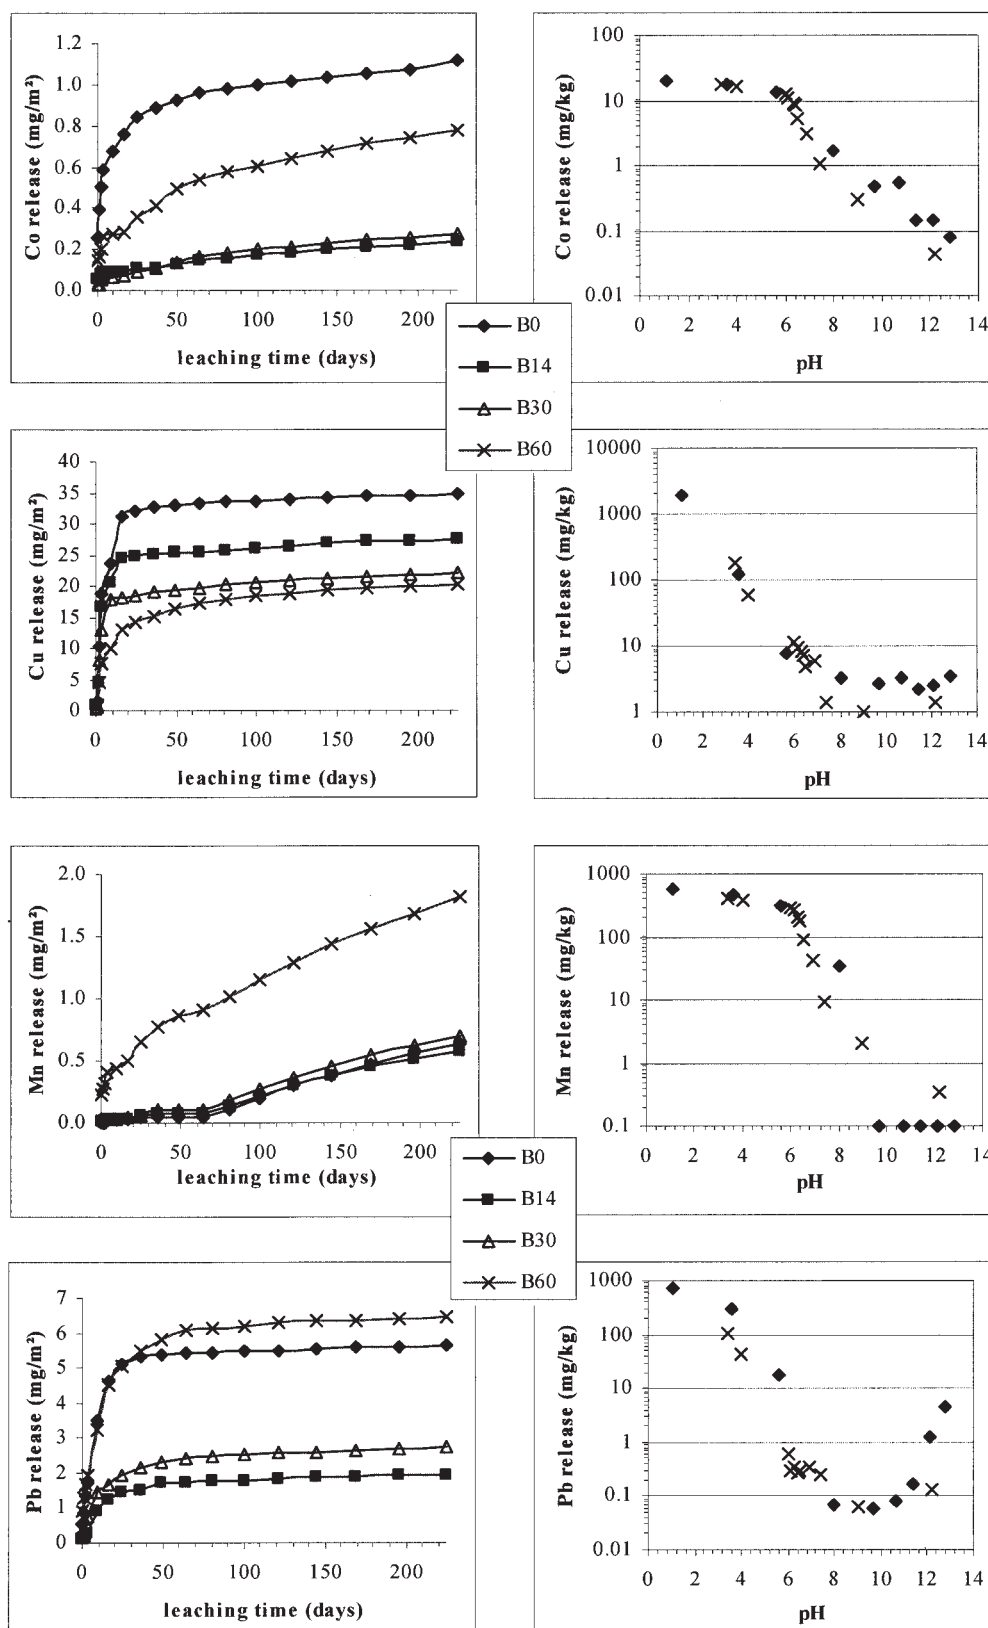 Co release (mg/m²)
1.2
1.0
0.8
0.6
0.4
0.2
0.0
0 50 100 150 200
leaching time (days)
Co release (mg/kg)
100
10
1
0.1
0.01
0 2 4 6 8 10 12 14
pH
B0
B14
B30
B60
Cu release (mg/m²)
40
35
30
25
20
15
10
5
0
0 50 100 150 200
leaching time (days)
Cu release (mg/kg)
1000
1000
100
10
1
0 2 4 6 8 10 12 14
pH
Mn release (mg/m²)
2.0
1.5
1.0
0.5
0.0
0 50 100 150 200
leaching time (days)
Mn release (mg/kg)
1000
100
10
1
0.1
0 2 4 6 8 10 12 14
pH
B0
B14
B30
B60
Pb release (mg/m²)
7
6
5
4
3
2
1
0
0 50 100 150 200
leaching time (days)
Pb release (mg/kg)
1000
100
10
1
0.1
0.01
0 2 4 6 8 10 12 14
pH